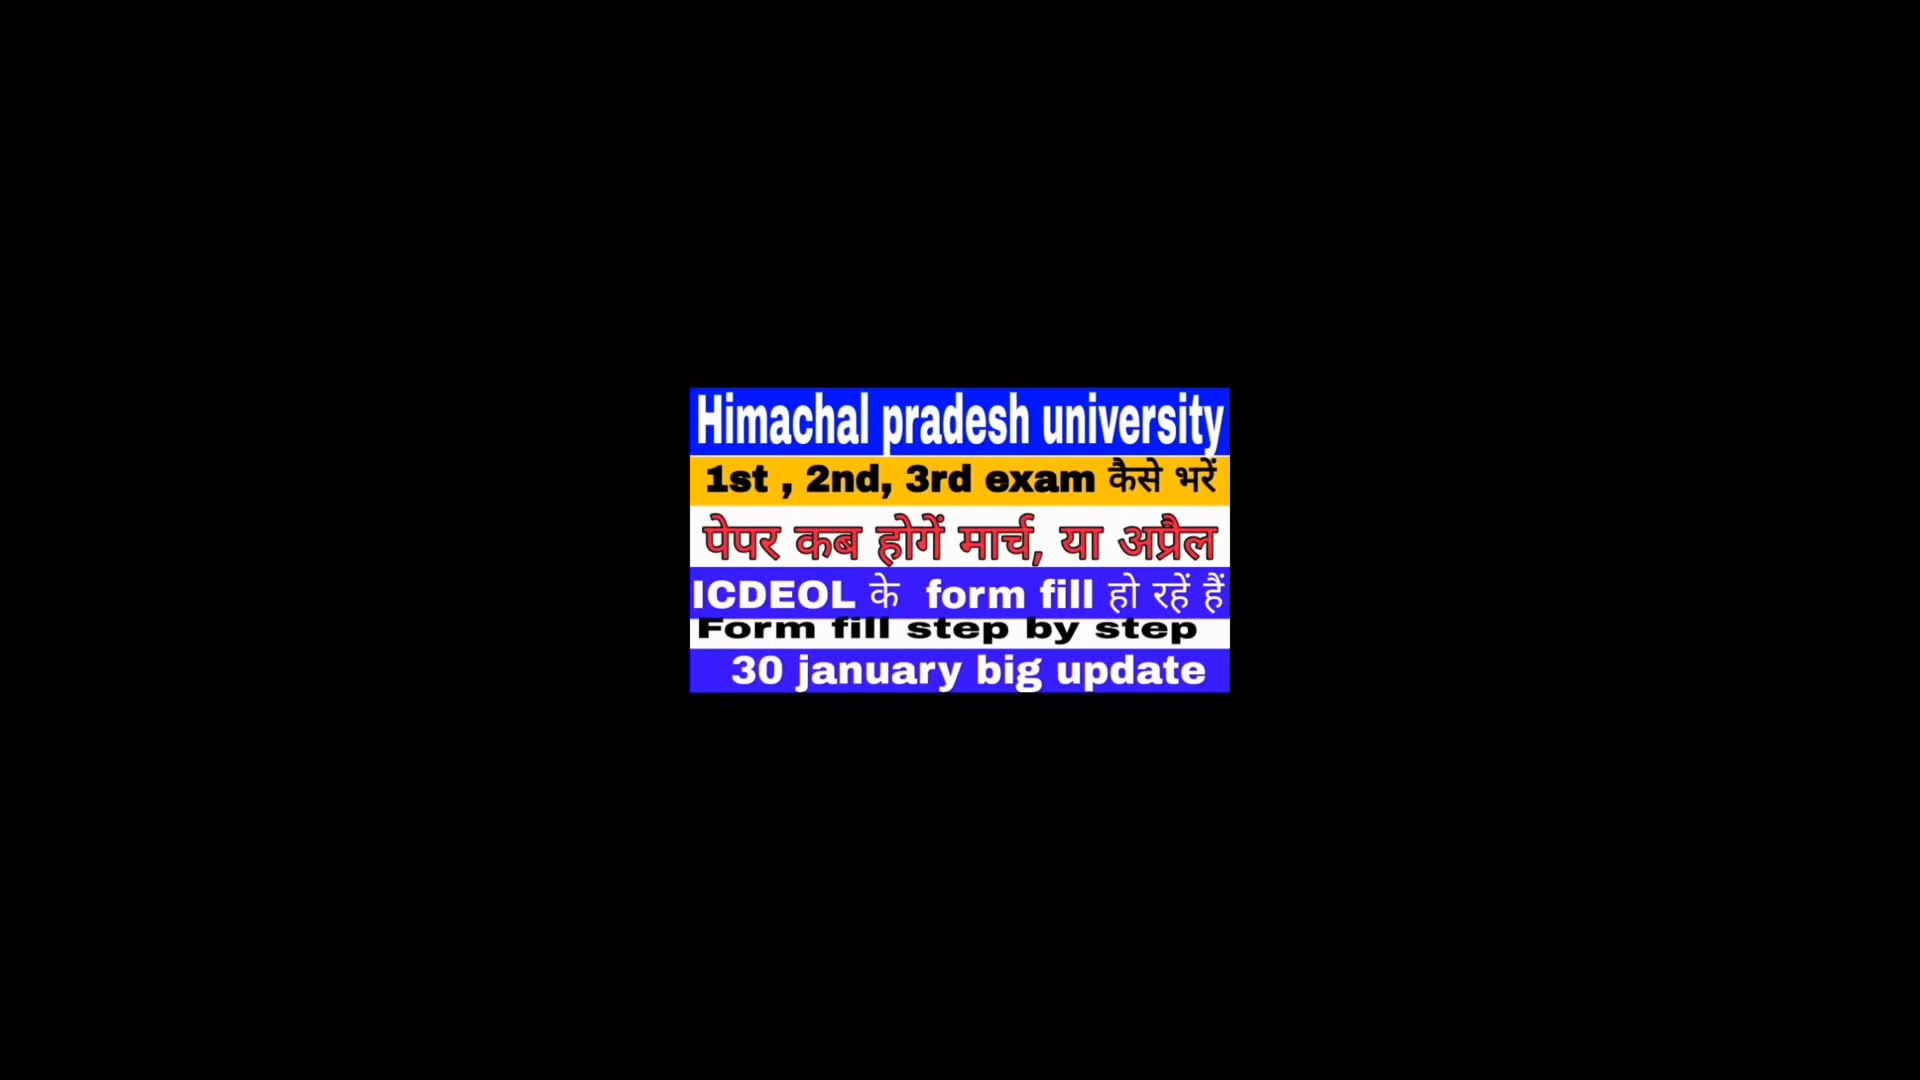 Himachal pradesh university
1st , 2nd, 3rd exam कैसे भरें
पेपर कब होगें मार्च, या अप्रैल
ICDEOL के form fill हो रहें हैं
Form fill step by step
30 january big update